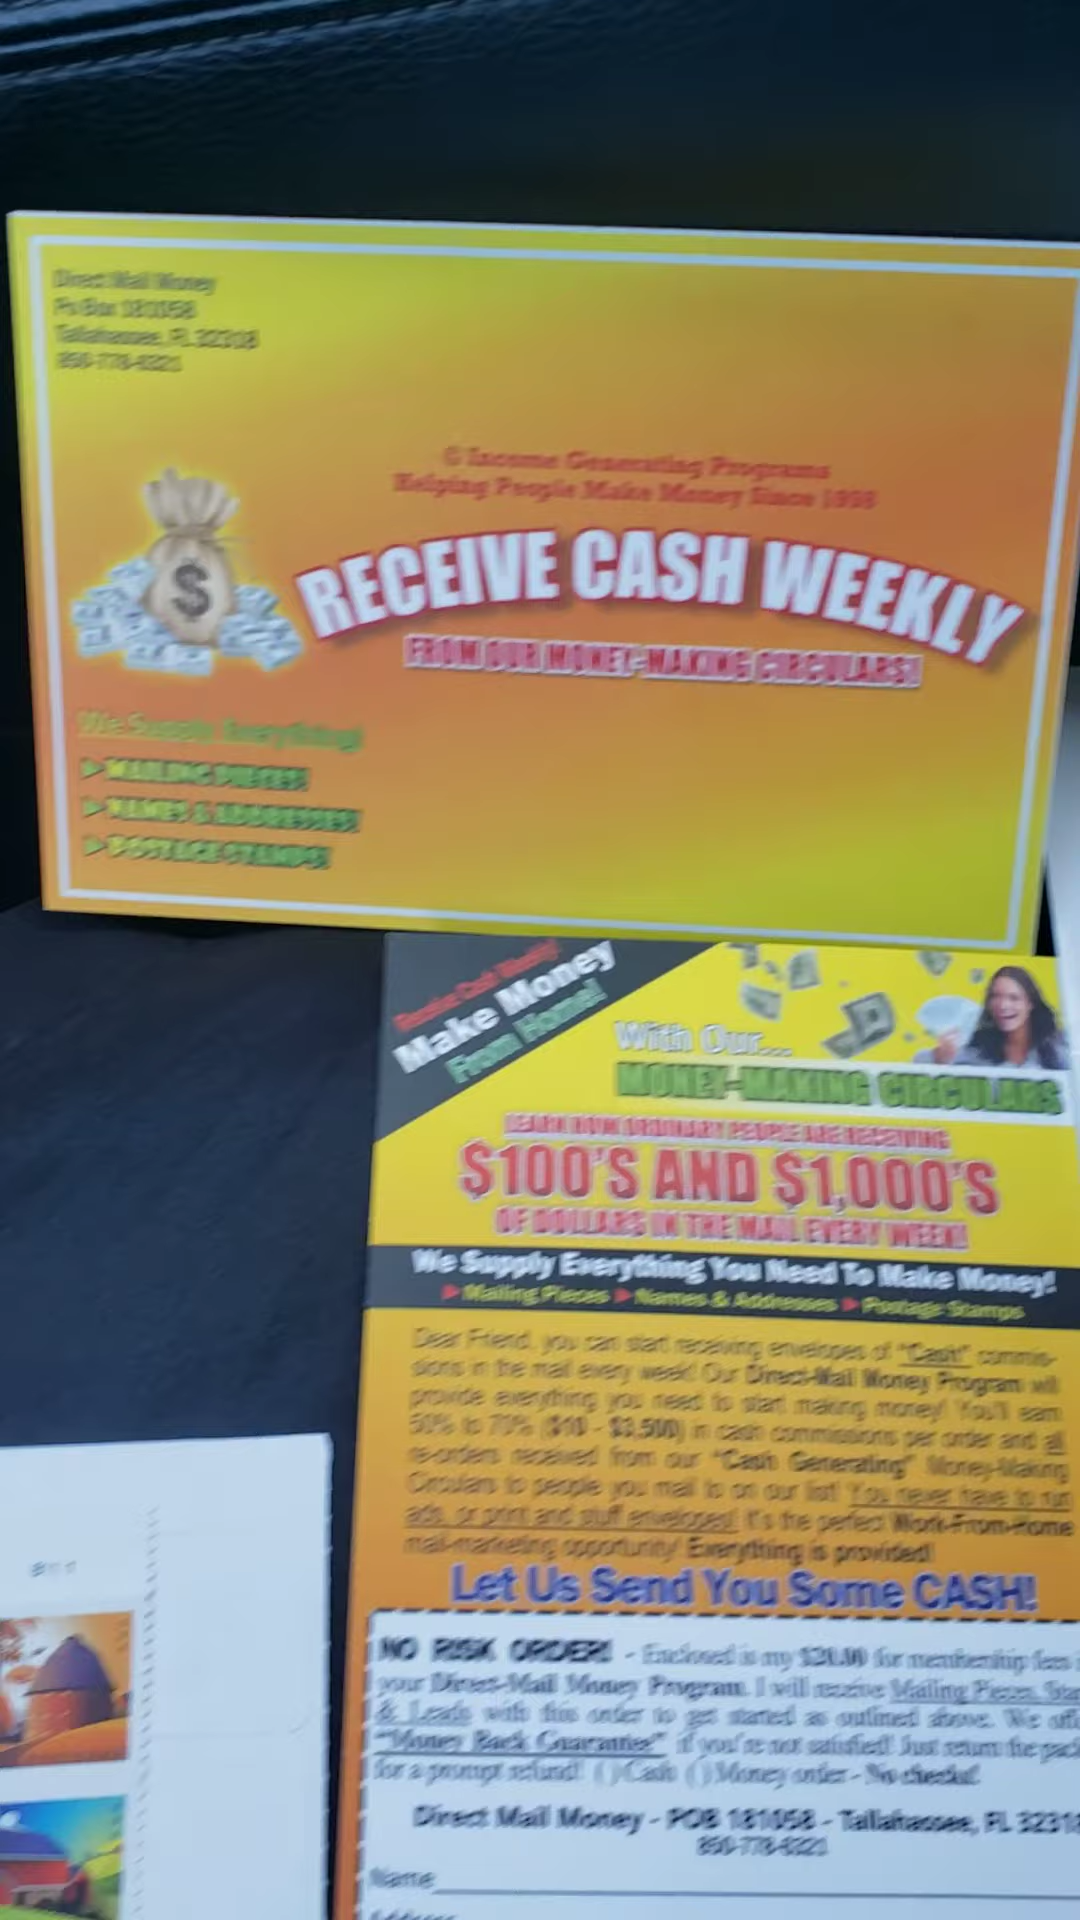 Direct Mail Money
Po Box 181058
Tallahassee, FL 32318
850-778-6321
© Income Generating Programs
Helping People Make Money Since 1998
$
RECEIVE CASH WEEKLY
FROM OUR MONEY-MAKING CIRCULARS!
We Supply Everything!
MAILING PIECES!
NAMES & ADDRESSES!
POSTAGE STAMPS!
Receive Cash Weekly!
Make Money
From Home!
With Our...
MONEY-MAKING CIRCULARS
LEARN HOW ORDINARY PEOPLE ARE RECEIVING
$100'S AND $1,000'S
OF DOLLARS IN THE MAIL EVERY WEEK!
We Supply Everything You Need To Make Money!
Mailing Pieces Names & Addresses Postage Stamps
Dear Friend, you can start receiving envelopes of "Cash" commis-
sions in the mail every week! Our Direct-Mail Money Program will
provide everything you need to start making money! You'll earn
50% to 70% ($10 - $3,500) in cash commissions per order and all
re-orders received from our "Cash Generating" Money-Making
Circulars to people you mail to on our list! You never have to run
ads, or print and stuff envelopes! It's the perfect Work-From-Home
mail-marketing opportunity! Everything is provided!
Let Us Send You Some CASH!
NO RISK ORDER! - Enclosed is my $20.00 for membership fees
your Direct-Mail Money Program. I will receive Mailing Pieces,
& Leads with this order to get started as outlined above. We
"Money Back Guarantee" if you're not satisfied! Just return the
for a prompt refund! ( ) Cash ( ) Money order - No checks!
Direct Mail Money - POB 181058 - Tallahassee, FL 32318
850-778-6321
Name